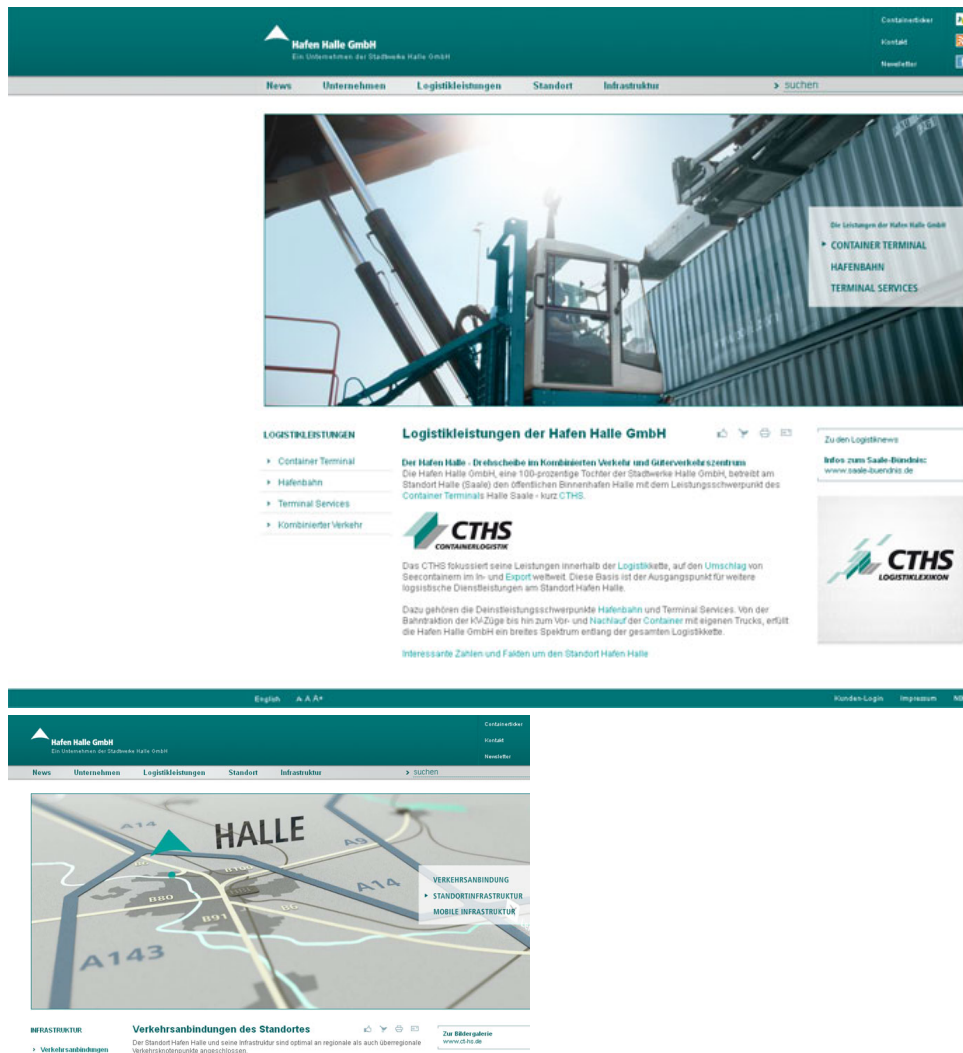 Containerticker
Hafen Halle GmbH
Kontakt
Ein Unternehmen der Stadtwerke Halle GmbH
Newsletter
News Unternehmen Logistikleistungen Standort Infrastruktur suchen
Die Leistungen der Hafen Halle GmbH
CONTAINER TERMINAL
HAFENBAHN
TERMINAL SERVICES
LOGISTIKLEISTUNGEN
Container Terminal
Hafenbahn
Terminal Services
Kombinierter Verkehr
Logistikleistungen der Hafen Halle GmbH
Der Hafen Halle - Drehscheibe im Kombinierten Verkehr und Güterverkehrszentrum
Die Hafen Halle GmbH, eine 100-prozentige Tochter der Stadtwerke Halle GmbH, betreibt am
Standort Halle (Saale) den öffentlichen Binnenhafen Halle mit dem Leistungsschwerpunkt des
Container Terminals Halle Saale - kurz CTHS.
CTHS
CONTAINERLOGISTIK
Das CTHS fokussiert seine Leistungen innerhalb der Logistikkette, auf den Umschlag von
Seecontainern im In- und Export weltweit. Diese Basis ist der Ausgangspunkt für weitere
logsistische Dienstleistungen am Standort Hafen Halle.
Dazu gehören die Deinstleistungsschwerpunkte Hafenbahn und Terminal Services. Von der
Bahntraktion der KV-Züge bis hin zum Vor- und Nachlauf der Container mit eigenen Trucks, erfüllt
die Hafen Halle GmbH ein breites Spektrum entlang der gesamten Logistikkette.
Interessante Zahlen und Fakten um den Standort Hafen Halle
Zu den Logistiknews
Infos zum Saale-Bündnis:
www.saale-buendnis.de
CTHS
LOGISTIKLEXIKON
English A- A A+ Kunden-Login Impressum
Containerticker
Hafen Halle GmbH
Kontakt
Ein Unternehmen der Stadtwerke Halle GmbH
Newsletter
News Unternehmen Logistikleistungen Standort Infrastruktur suchen
HALLE
A14
A9
B100
A14
B80
B6
B91
A143
VERKEHRSANBINDUNG
STANDORTINFRASTRUKTUR
MOBILE INFRASTRUKTUR
INFRASTRUKTUR
Verkehrsanbindungen
Verkehrsanbindungen des Standortes
Der Standort Hafen Halle und seine Infrastruktur sind optimal an regionale als auch überregionale
Verkehrsknotenpunkte angeschlossen.
Zur Bildergalerie
www.ct-hs.de